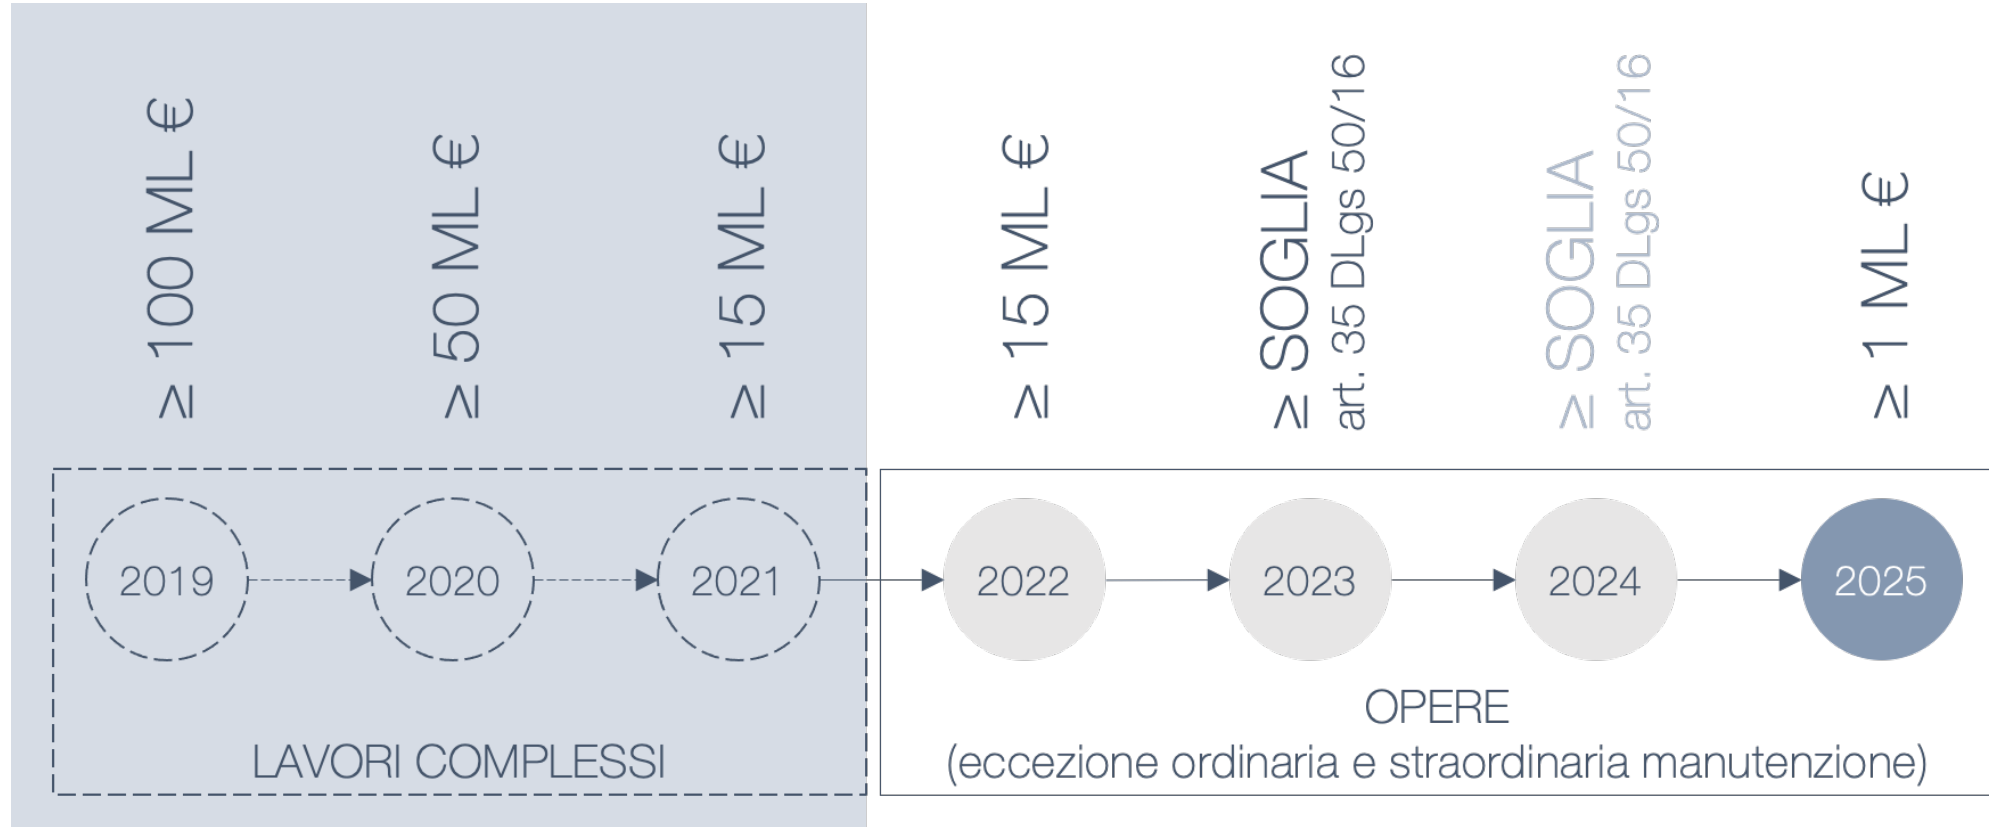 ≥ 100 ML €
≥ 50 ML €
≥ 15 ML €
≥ 15 ML €
≥ SOGLIA
art. 35 DLgs 50/16
≥ SOGLIA
art. 35 DLgs 50/16
≥ 1 ML €
2019
2020
2021
2022
2023
2024
2025
LAVORI COMPLESSI
OPERE
(eccezione ordinaria e straordinaria manutenzione)